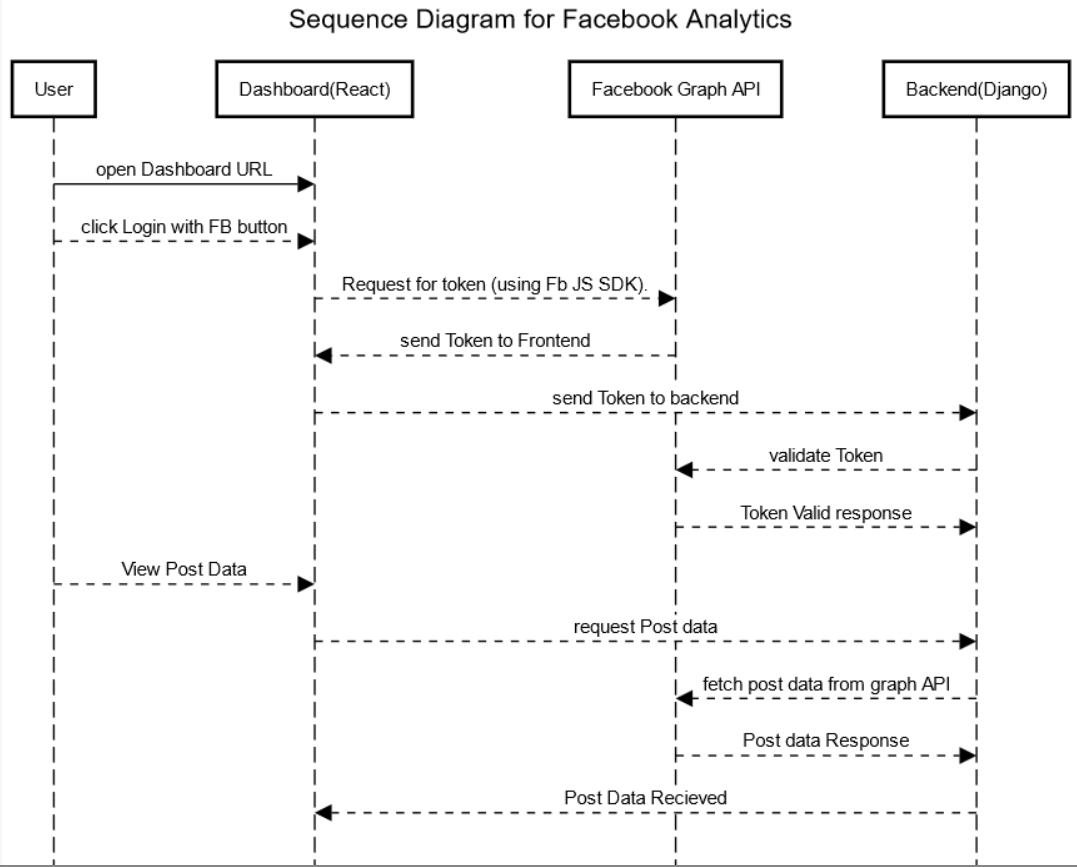 Sequence Diagram for Facebook Analytics
User
Dashboard(React)
Facebook Graph API
Backend(Django)
open Dashboard URL
click Login with FB button
Request for token (using Fb JS SDK).
send Token to Frontend
send Token to backend
validate Token
Token Valid response
View Post Data
request Post data
fetch post data from graph API
Post data Response
Post Data Recieved